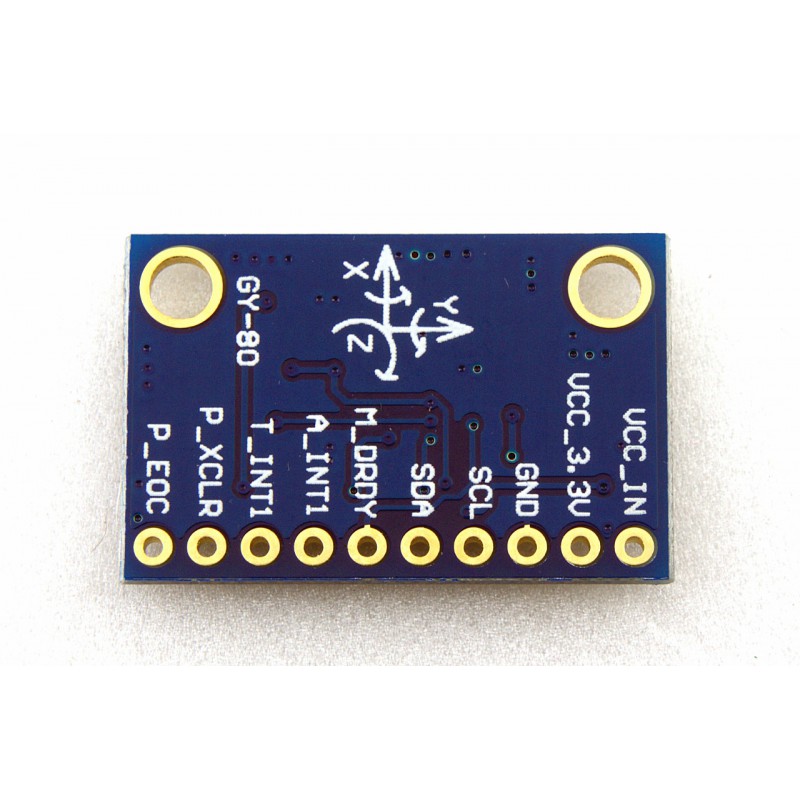 X
Y
Z
GY-80
P_EOC
P_XCLR
T_INT1
A_INT1
M_DRDY
SDA
SCL
GND
VCC_3.3V
VCC_IN